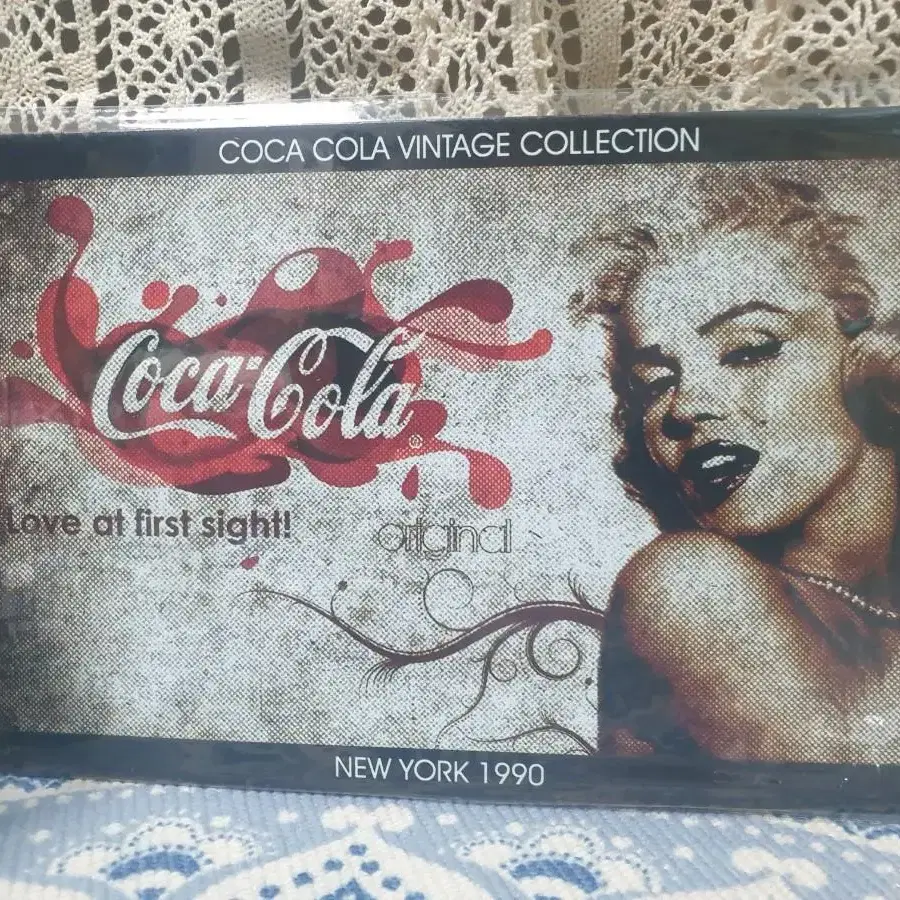 COCA COLA VINTAGE COLLECTION
Coca-Cola®
Love at first sight!
original
NEW YORK 1990